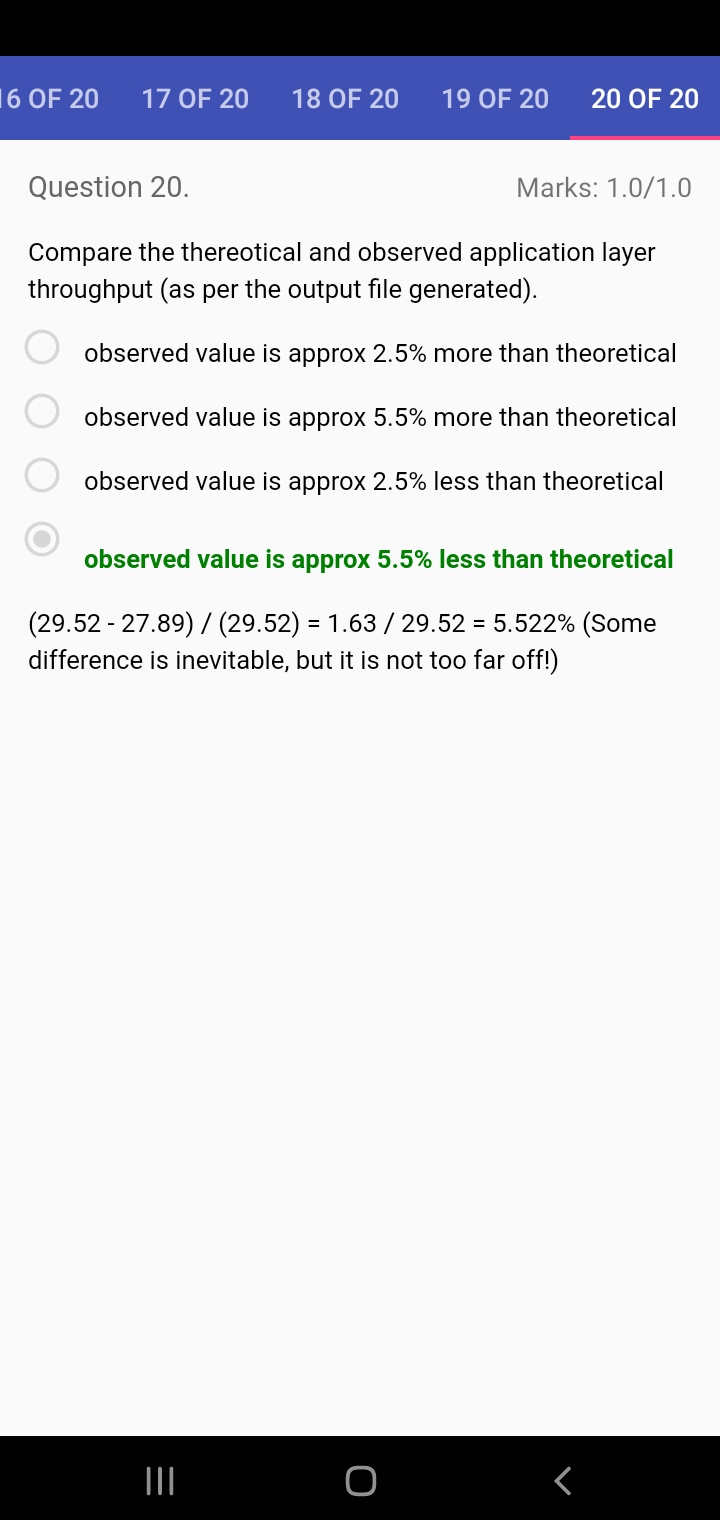 16 OF 20 17 OF 20 18 OF 20 19 OF 20 20 OF 20
Question 20. Marks: 1.0/1.0
Compare the thereotical and observed application layer
throughput (as per the output file generated).
observed value is approx 2.5% more than theoretical
observed value is approx 5.5% more than theoretical
observed value is approx 2.5% less than theoretical
observed value is approx 5.5% less than theoretical
(29.52 - 27.89) / (29.52) = 1.63 / 29.52 = 5.522% (Some
difference is inevitable, but it is not too far off!)